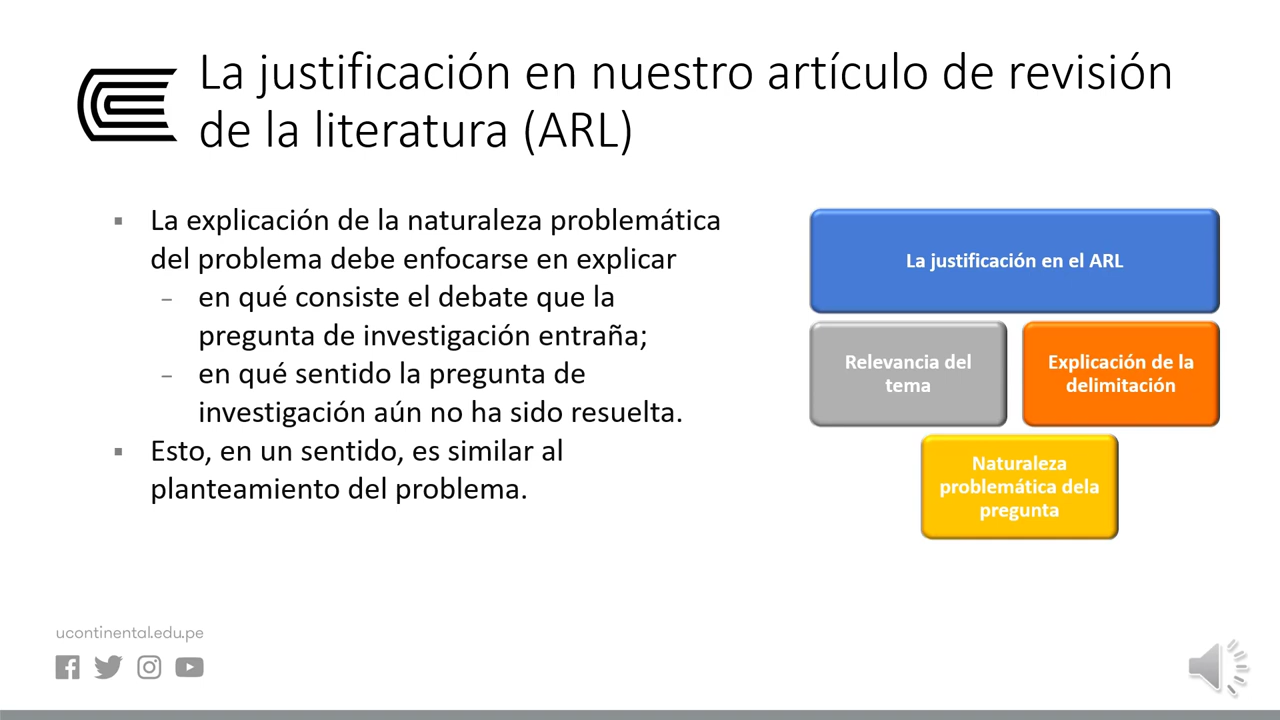 La justificación en nuestro artículo de revisión
de la literatura (ARL)
▪ La explicación de la naturaleza problemática
del problema debe enfocarse en explicar
– en qué consiste el debate que la
pregunta de investigación entraña;
– en qué sentido la pregunta de
investigación aún no ha sido resuelta.
▪ Esto, en un sentido, es similar al
planteamiento del problema.
La justificación en el ARL
Relevancia del
tema
Explicación de la
delimitación
Naturaleza
problemática dela
pregunta
ucontinental.edu.pe